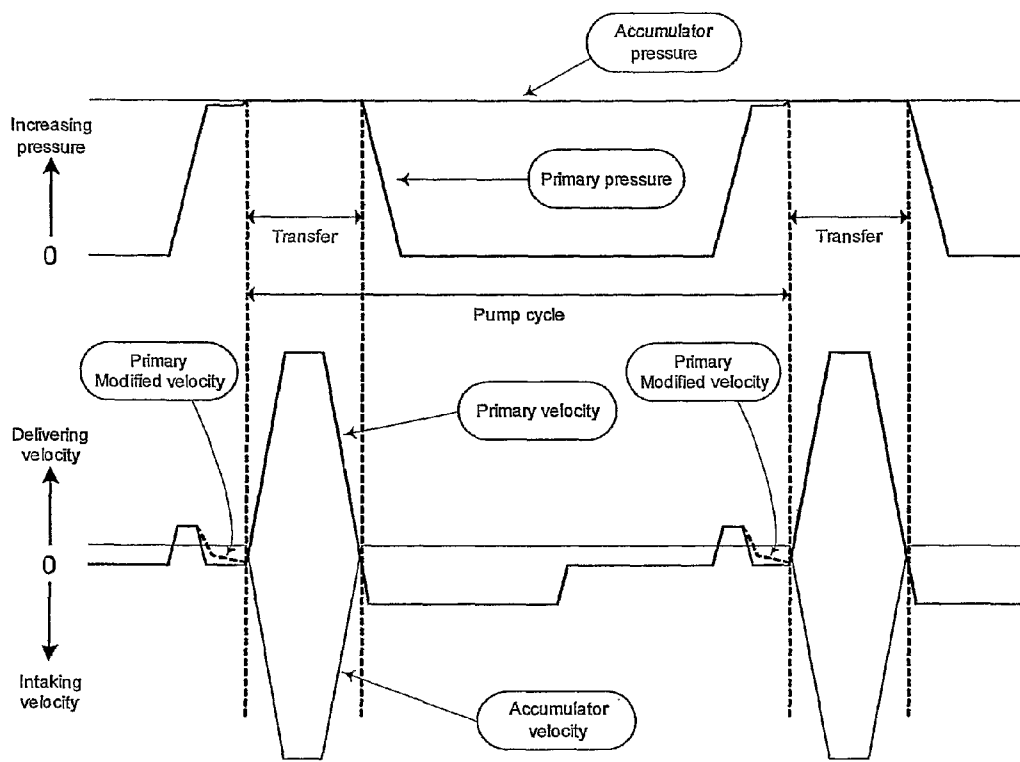 Accumulator
pressure
Increasing
pressure
0
Primary pressure
Transfer
Transfer
Pump cycle
Primary
Modified velocity
Primary
Modified velocity
Primary velocity
Delivering
velocity
0
Intaking
velocity
Accumulator
velocity